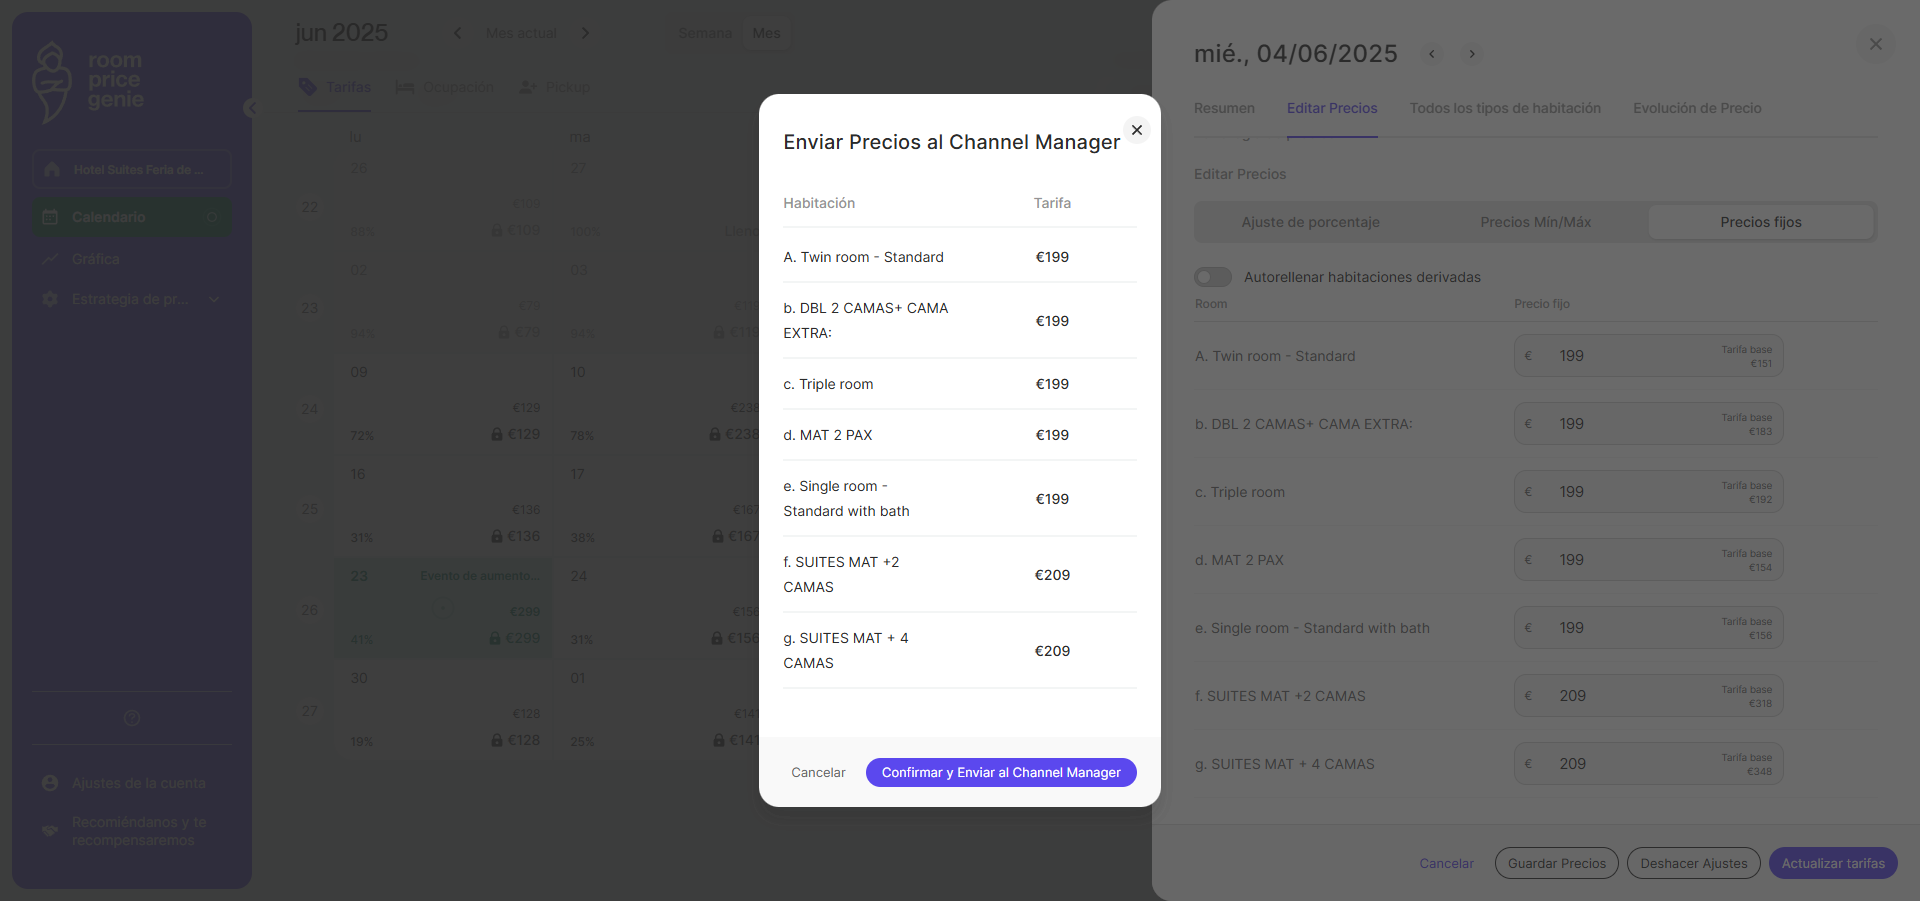 room
price
genie
Hotel Suites Feria de ...
Calendario
Gráfica
Estrategia de pr...
Ajustes de la cuenta
Recomiéndanos y te
recompensaremos
jun 2025
Mes actual
Semana
Mes
Tarifas
Ocupación
Pickup
lu
ma
26
27
22
€109
88%
€109
100%
02
03
23
€79
94%
€79
94%
09
10
24
€129
€238
72%
€129
78%
€238
16
17
25
€136
€167
31%
€136
38%
€167
23
Evento de aumento...
24
26
€299
€156
41%
€299
31%
€156
30
01
27
€128
€141
19%
€128
25%
€141
Enviar Precios al Channel Manager
Habitación
Tarifa
A. Twin room - Standard
€199
b. DBL 2 CAMAS+ CAMA
EXTRA:
€199
c. Triple room
€199
d. MAT 2 PAX
€199
e. Single room -
Standard with bath
€199
f. SUITES MAT +2
CAMAS
€209
g. SUITES MAT + 4
CAMAS
€209
Cancelar
Confirmar y Enviar al Channel Manager
mié., 04/06/2025
Resumen
Editar Precios
Todos los tipos de habitación
Evolución de Precio
Editar Precios
Ajuste de porcentaje
Precios Mín/Máx
Precios fijos
Autorellenar habitaciones derivadas
Room
Precio fijo
A. Twin room - Standard
€ 199
Tarifa base
€151
b. DBL 2 CAMAS+ CAMA EXTRA:
€ 199
Tarifa base
€183
c. Triple room
€ 199
Tarifa base
€192
d. MAT 2 PAX
€ 199
Tarifa base
€154
e. Single room - Standard with bath
€ 199
Tarifa base
€156
f. SUITES MAT +2 CAMAS
€ 209
Tarifa base
€318
g. SUITES MAT + 4 CAMAS
€ 209
Tarifa base
€348
Cancelar
Guardar Precios
Deshacer Ajustes
Actualizar tarifas